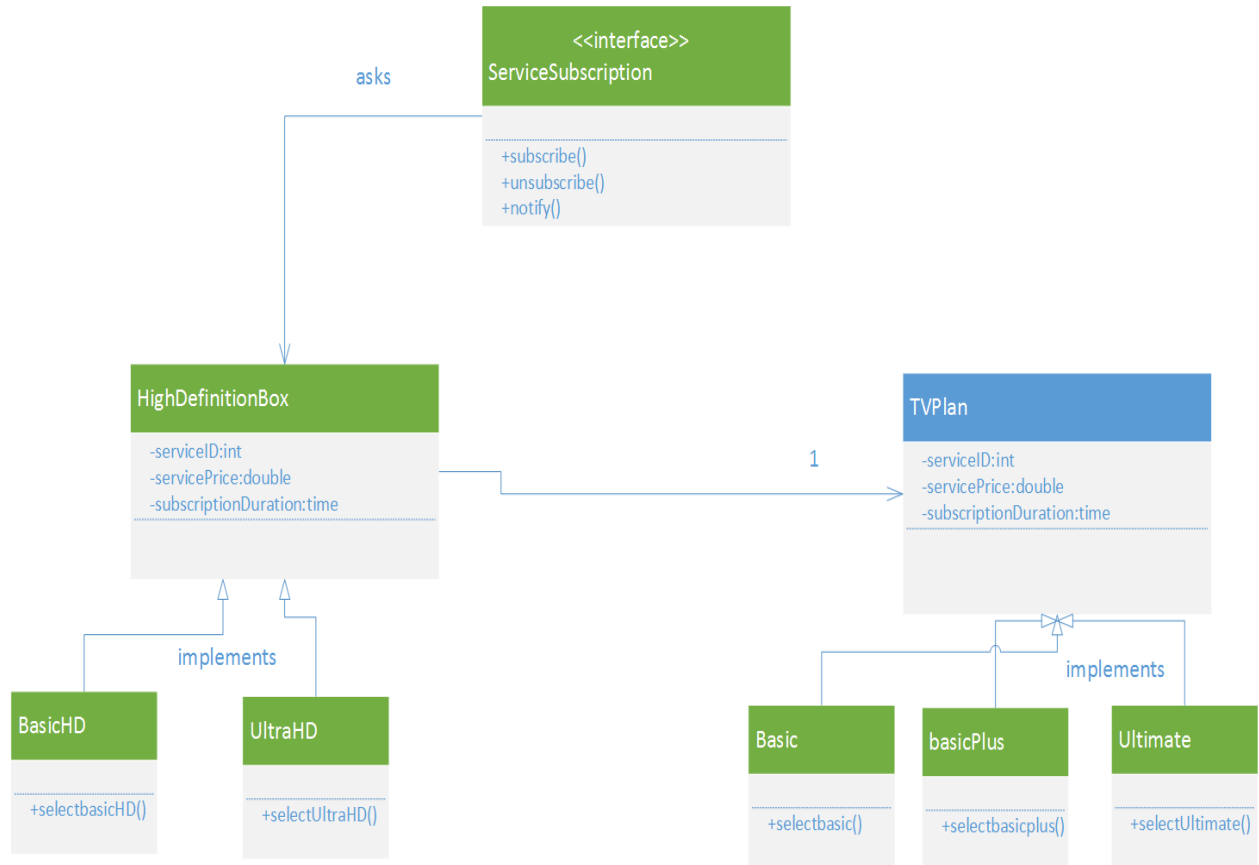 <<interface>>
ServiceSubscription
asks
+subscribe()
+unsubscribe()
+notify()
HighDefinitionBox
-serviceID:int
-servicePrice:double
-subscriptionDuration:time
1
TVPlan
-serviceID:int
-servicePrice:double
-subscriptionDuration:time
implements
implements
BasicHD
+selectbasicHD()
UltraHD
+selectUltraHD()
Basic
+selectbasic()
basicPlus
+selectbasicplus()
Ultimate
+selectUltimate()